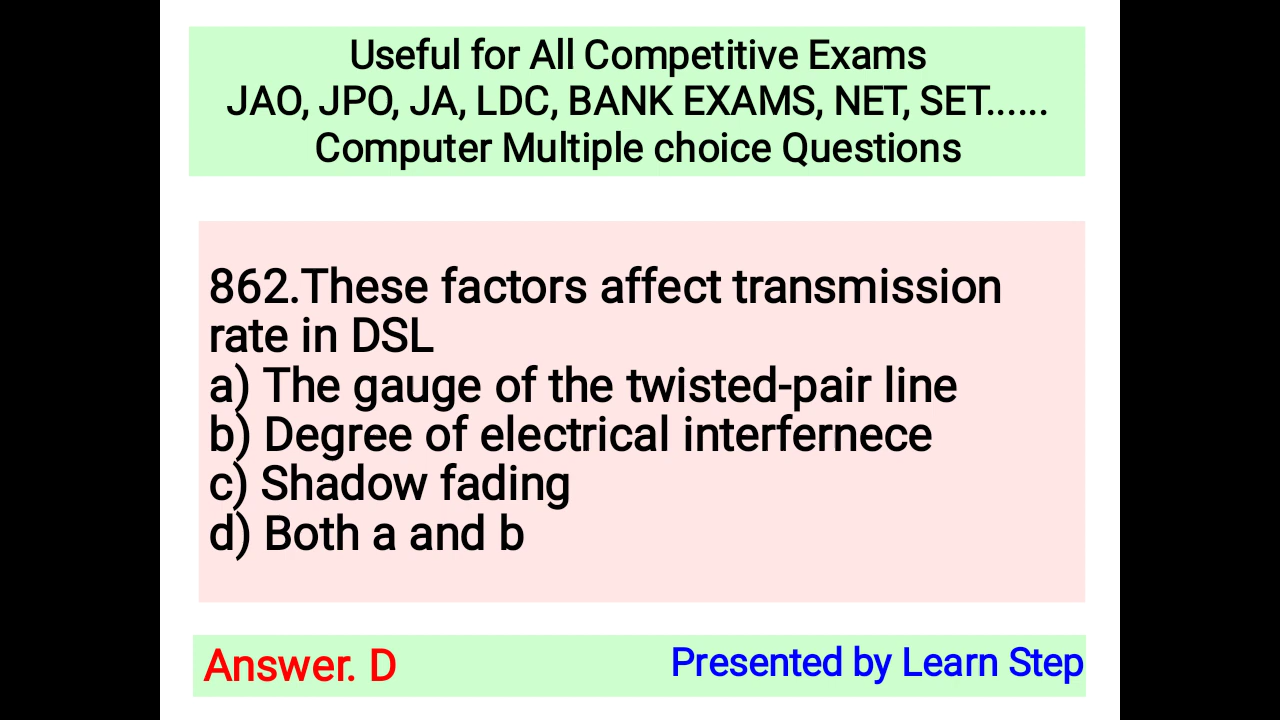 Useful for All Competitive Exams
JAO, JPO, JA, LDC, BANK EXAMS, NET, SET......
Computer Multiple choice Questions
862.These factors affect transmission
rate in DSL
a) The gauge of the twisted-pair line
b) Degree of electrical interfernece
c) Shadow fading
d) Both a and b
Answer. D
Presented by Learn Step